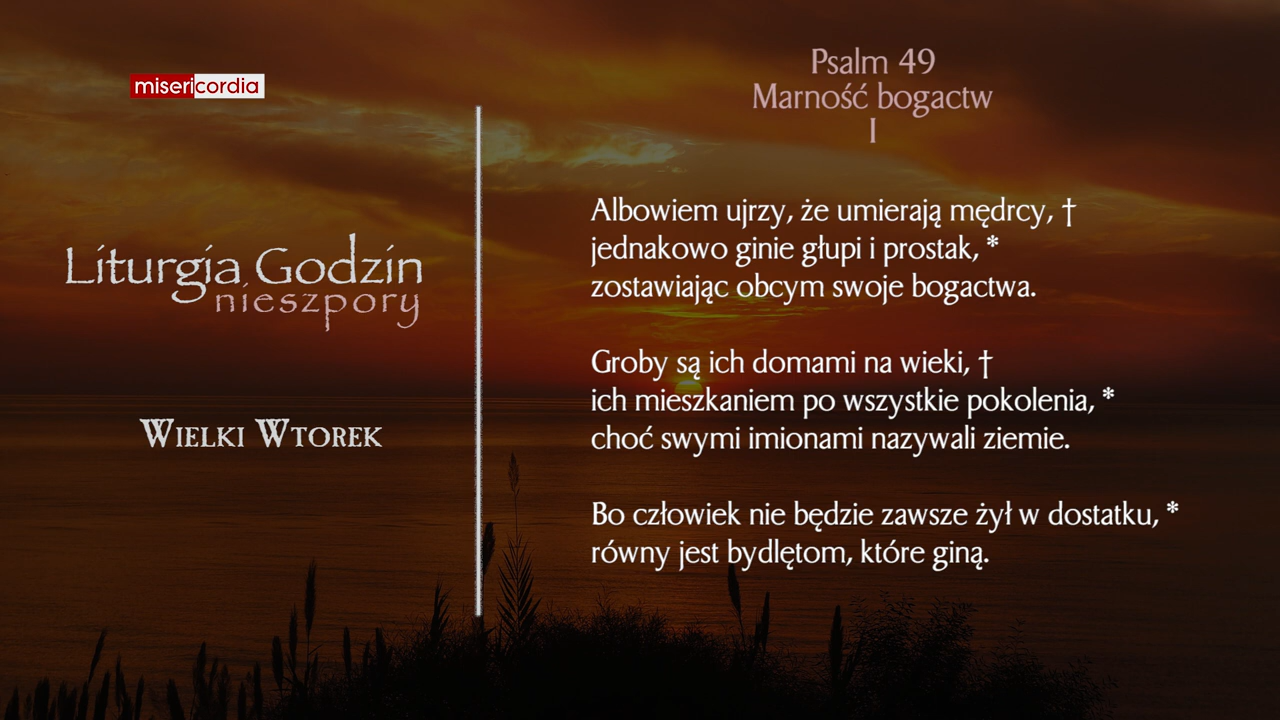 misericordia
Liturgia Godzin
nieszpory
Wielki Wtorek
Psalm 49
Marność bogactw
I
Albowiem ujrzy, że umierają mędrcy, †
jednakowo ginie głupi i prostak, *
zostawiając obcym swoje bogactwa.
Groby są ich domami na wieki, †
ich mieszkaniem po wszystkie pokolenia, *
choć swymi imionami nazywali ziemie.
Bo człowiek nie będzie zawsze żył w dostatku, *
równy jest bydlętom, które giną.